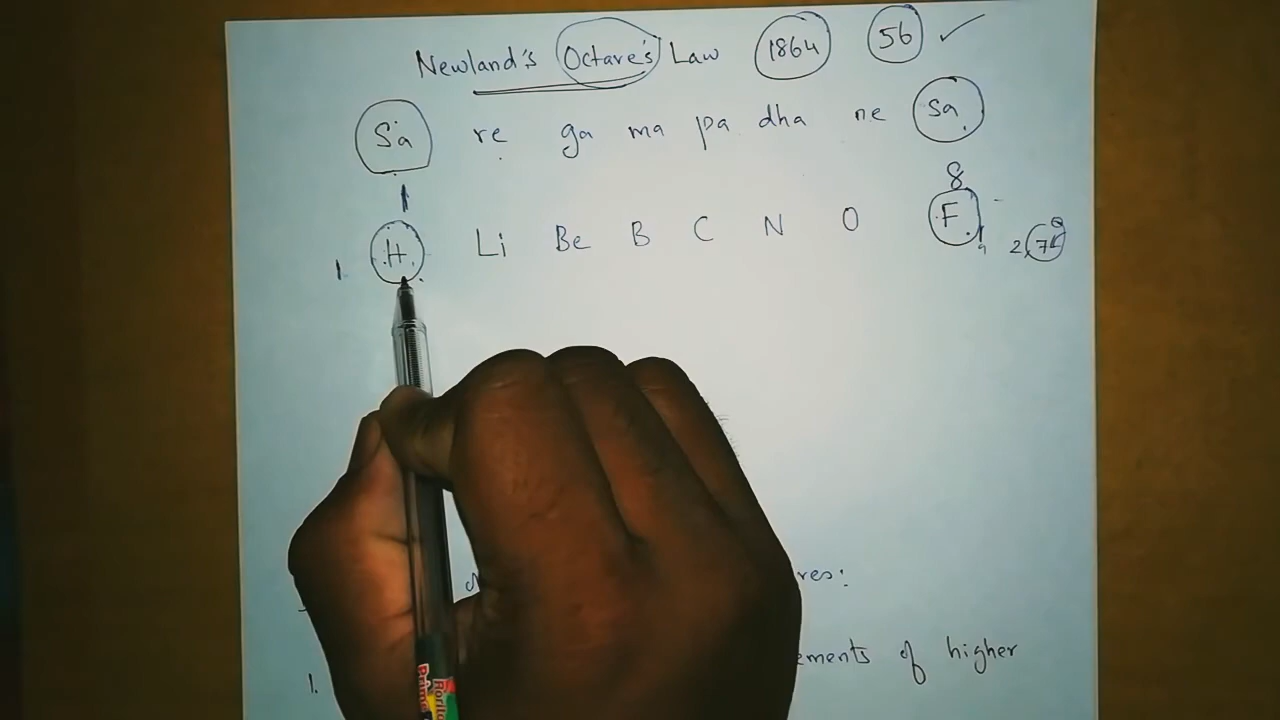 Newland's Octave's Law 1864 56 ✓
Sa re ga ma pa dha ne Sa
8
1. H Li Be B C N O F
res:
ements of higher
1.